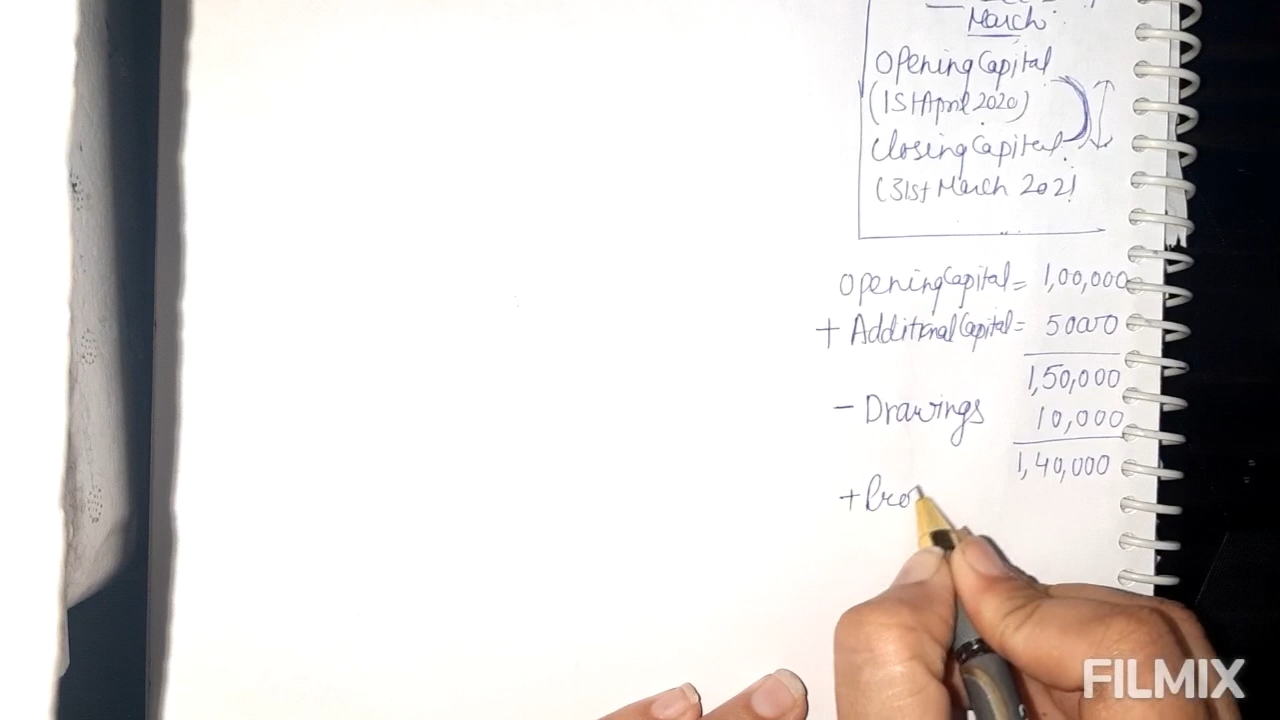 March
Opening Capital
(1st April 2020)
Closing Capital.
(31st March 2021
Opening Capital = 1,00,000
+ Additional Capital = 50000
1,50,000
- Drawings 10,000
1,40,000
+ Pro
FILMIX